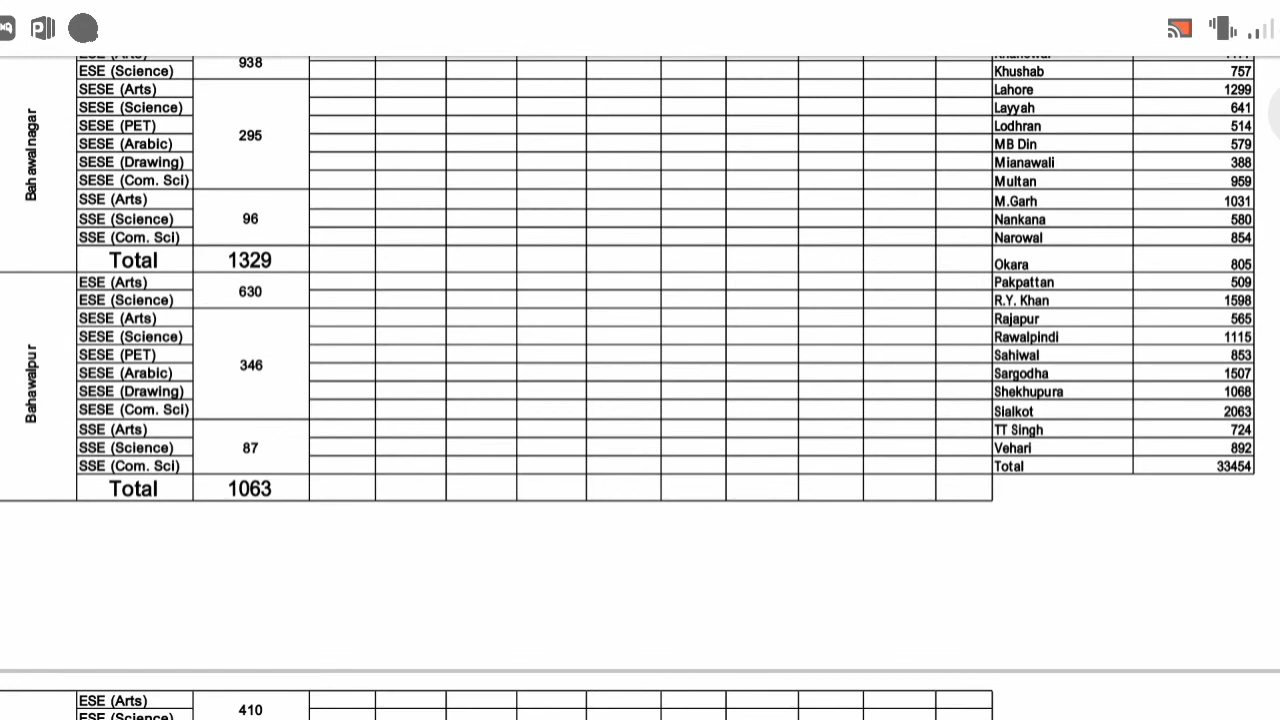 938
ESE (Science)
Khushab 757
SESE (Arts)
Lahore 1299
SESE (Science)
Layyah 641
SESE (PET)
295
Lodhran 514
Bahawalnagar
SESE (Arabic)
MB Din 579
SESE (Drawing)
Mianawali 388
SESE (Com. Sci)
Multan 959
SSE (Arts)
M.Garh 1031
SSE (Science)
96
Nankana 580
SSE (Com. Sci)
Narowal 854
Total 1329
Okara 805
ESE (Arts)
630
Pakpattan 509
ESE (Science)
R.Y. Khan 1598
SESE (Arts)
Rajapur 565
SESE (Science)
Rawalpindi 1115
SESE (PET)
346
Sahiwal 853
Bahawalpur
SESE (Arabic)
Sargodha 1507
SESE (Drawing)
Shekhupura 1068
SESE (Com. Sci)
Sialkot 2063
SSE (Arts)
TT Singh 724
SSE (Science)
87
Vehari 892
SSE (Com. Sci)
Total 33454
Total 1063
ESE (Arts)
410
ESE (Science)